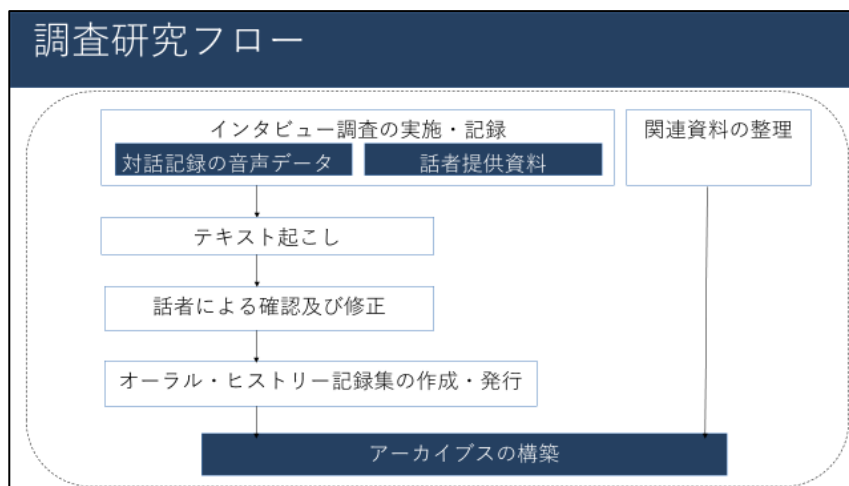 調査研究フロー
インタビュー調査の実施・記録
対話記録の音声データ
話者提供資料
関連資料の整理
テキスト起こし
話者による確認及び修正
オーラル・ヒストリー記録集の作成・発行
アーカイブスの構築